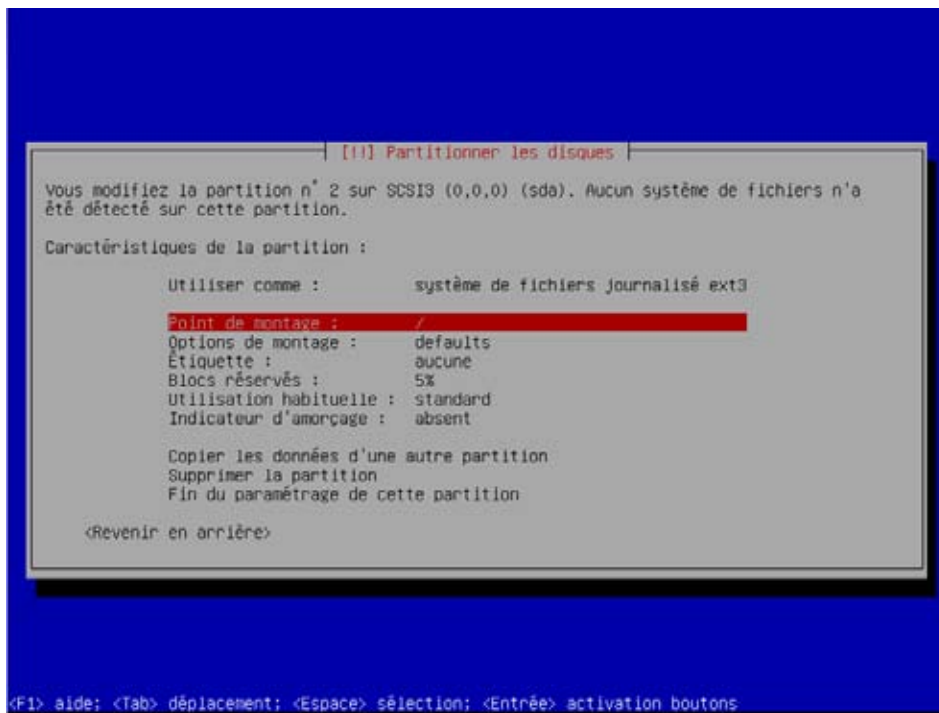 [!!] Partitionner les disques
Vous modifiez la partition n° 2 sur SCSI3 (0,0,0) (sda). Aucun système de fichiers n'a
été détecté sur cette partition.
Caractéristiques de la partition :
Utiliser comme : système de fichiers journalisé ext3
Point de montage : /
Options de montage : defaults
Étiquette : aucune
Blocs réservés : 5%
Utilisation habituelle : standard
Indicateur d'amorçage : absent
Copier les données d'une autre partition
Supprimer la partition
Fin du paramétrage de cette partition
<Revenir en arrière>
<F1> aide; <Tab> déplacement; <Espace> sélection; <Entrée> activation boutons